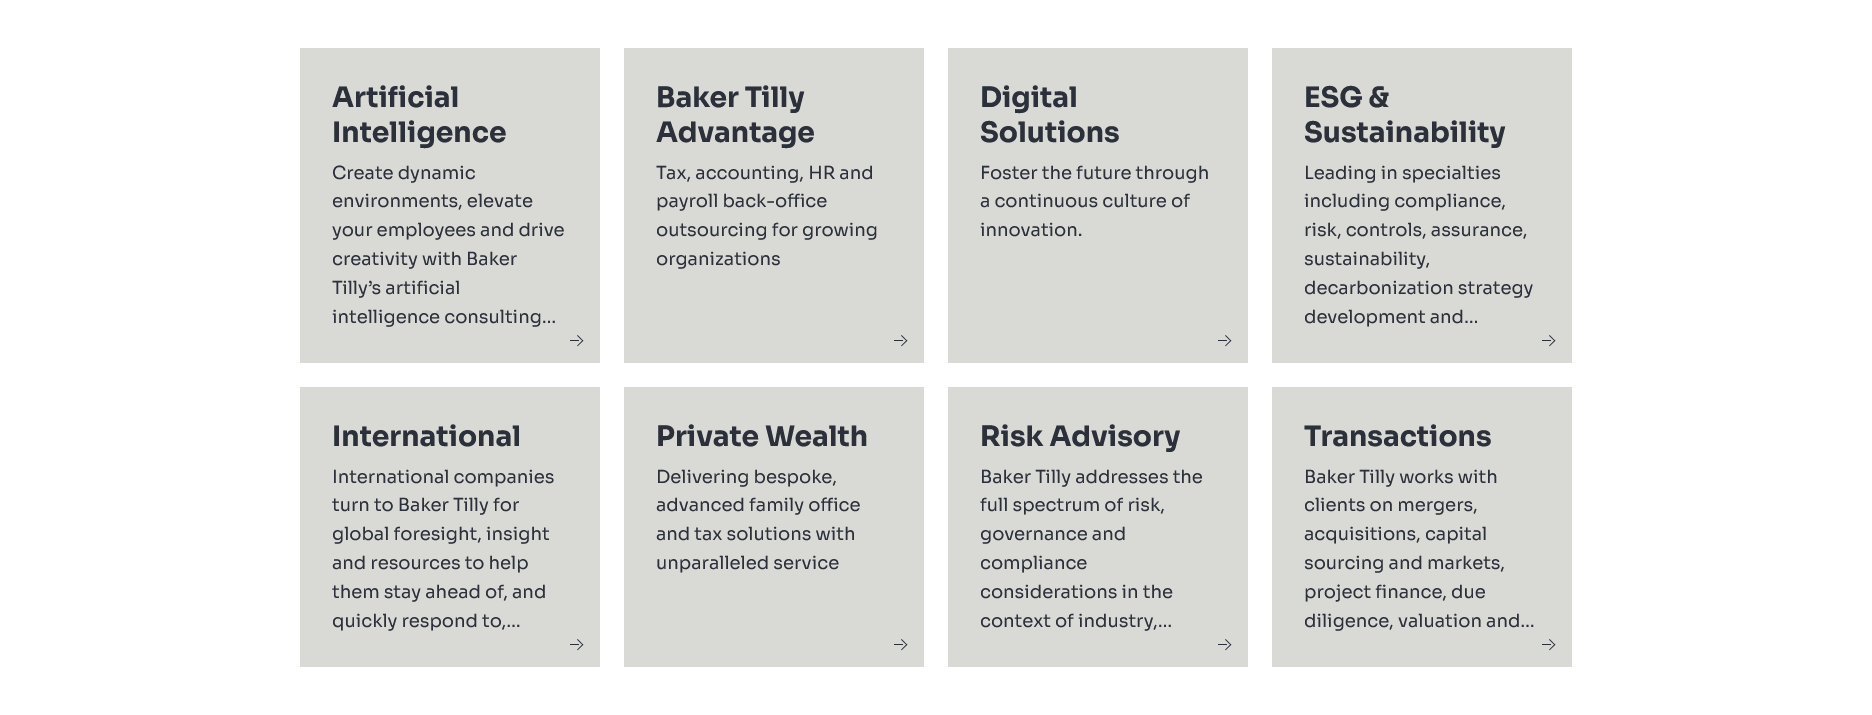 Artificial
Intelligence
Create dynamic
environments, elevate
your employees and drive
creativity with Baker
Tilly’s artificial
intelligence consulting...
Baker Tilly
Advantage
Tax, accounting, HR and
payroll back-office
outsourcing for growing
organizations
Digital
Solutions
Foster the future through
a continuous culture of
innovation.
ESG &
Sustainability
Leading in specialties
including compliance,
risk, controls, assurance,
sustainability,
decarbonization strategy
development and...
International
International companies
turn to Baker Tilly for
global foresight, insight
and resources to help
them stay ahead of, and
quickly respond to,...
Private Wealth
Delivering bespoke,
advanced family office
and tax solutions with
unparalleled service
Risk Advisory
Baker Tilly addresses the
full spectrum of risk,
governance and
compliance
considerations in the
context of industry,...
Transactions
Baker Tilly works with
clients on mergers,
acquisitions, capital
sourcing and markets,
project finance, due
diligence, valuation and...